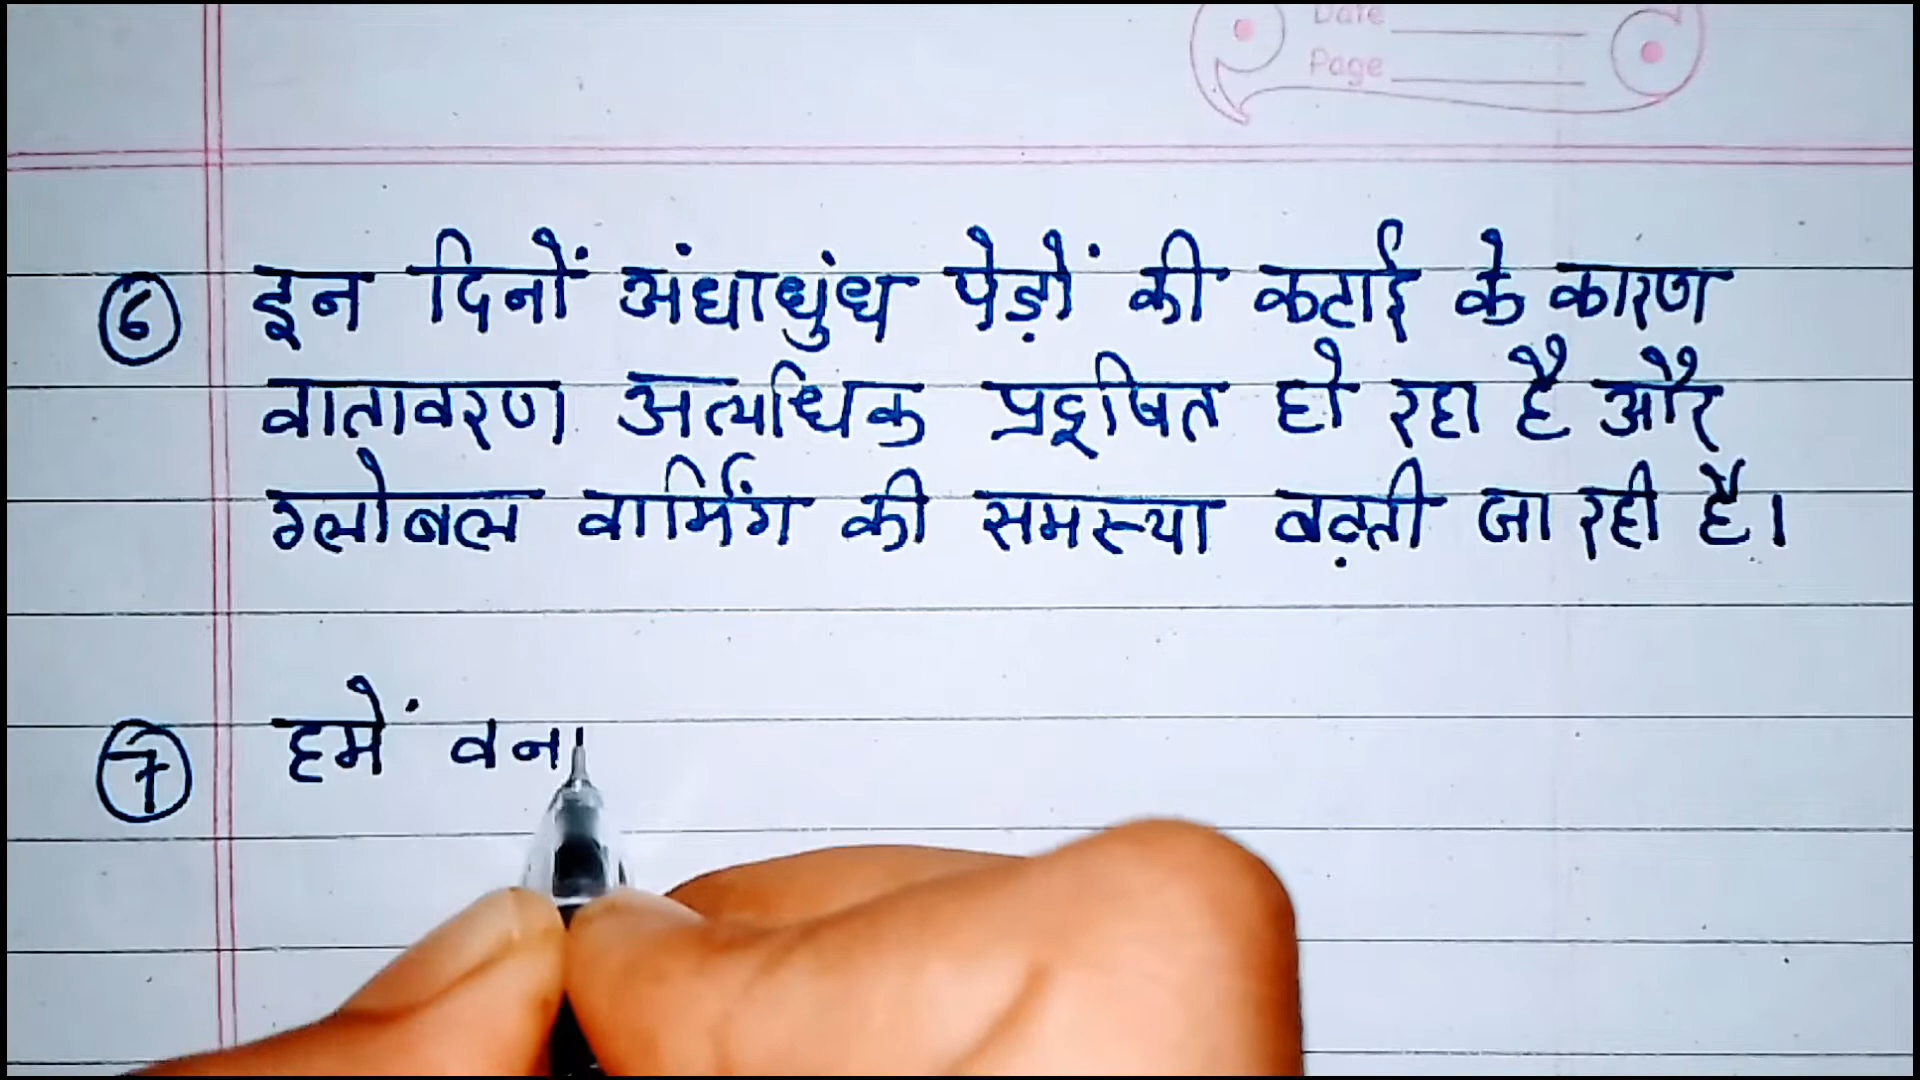 Date
Page
6 इन दिनों अंधाधुंध पेड़ों की कटाई के कारण
वातावरण अत्यधिक प्रदूषित हो रहा है और
ग्लोबल वार्मिंग की समस्या बढ़ती जा रही है।
7 हमें वन